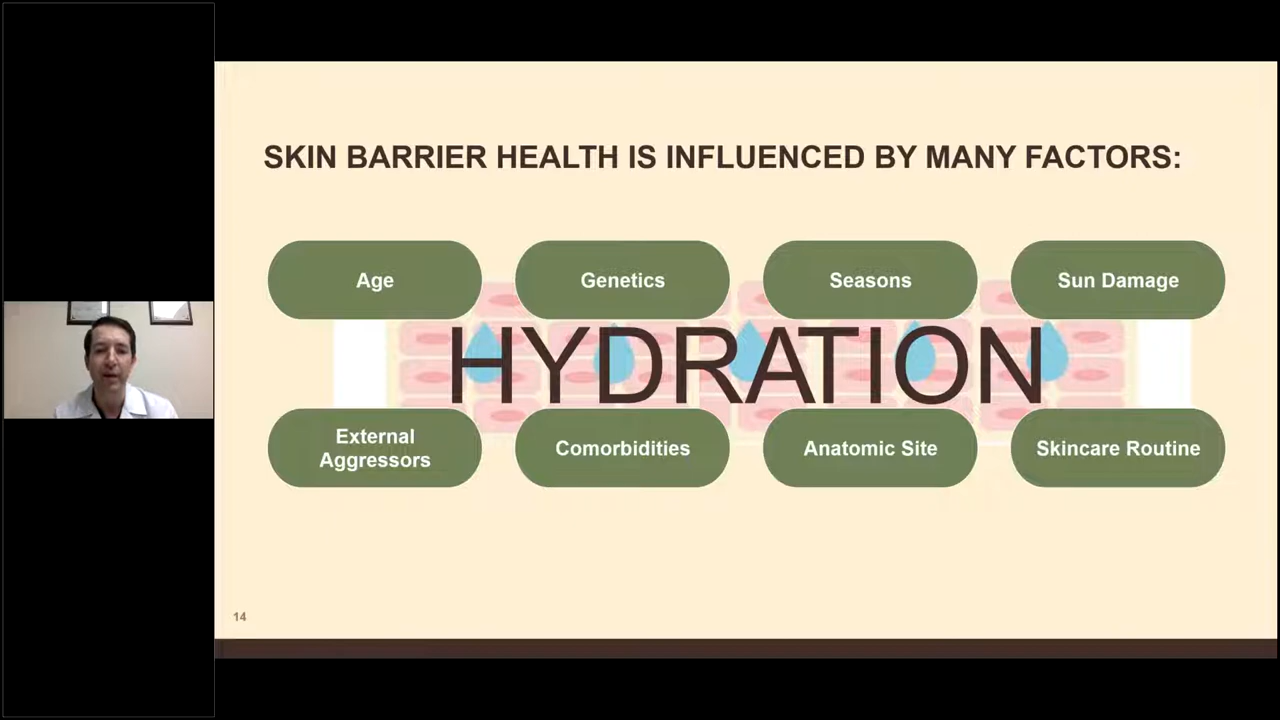 SKIN BARRIER HEALTH IS INFLUENCED BY MANY FACTORS:
Age
Genetics
Seasons
Sun Damage
HYDRATION
External
Aggressors
Comorbidities
Anatomic Site
Skincare Routine
14